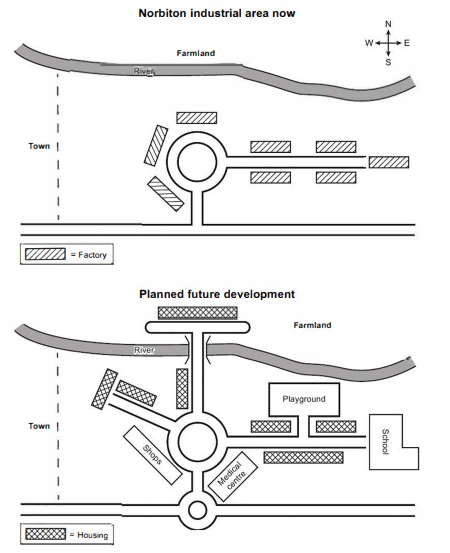 Norbiton industrial area now
N
W E
S
Farmland
River
Town
= Factory
Planned future development
Farmland
River
Playground
Town
Shops
School
Medical
centre
= Housing